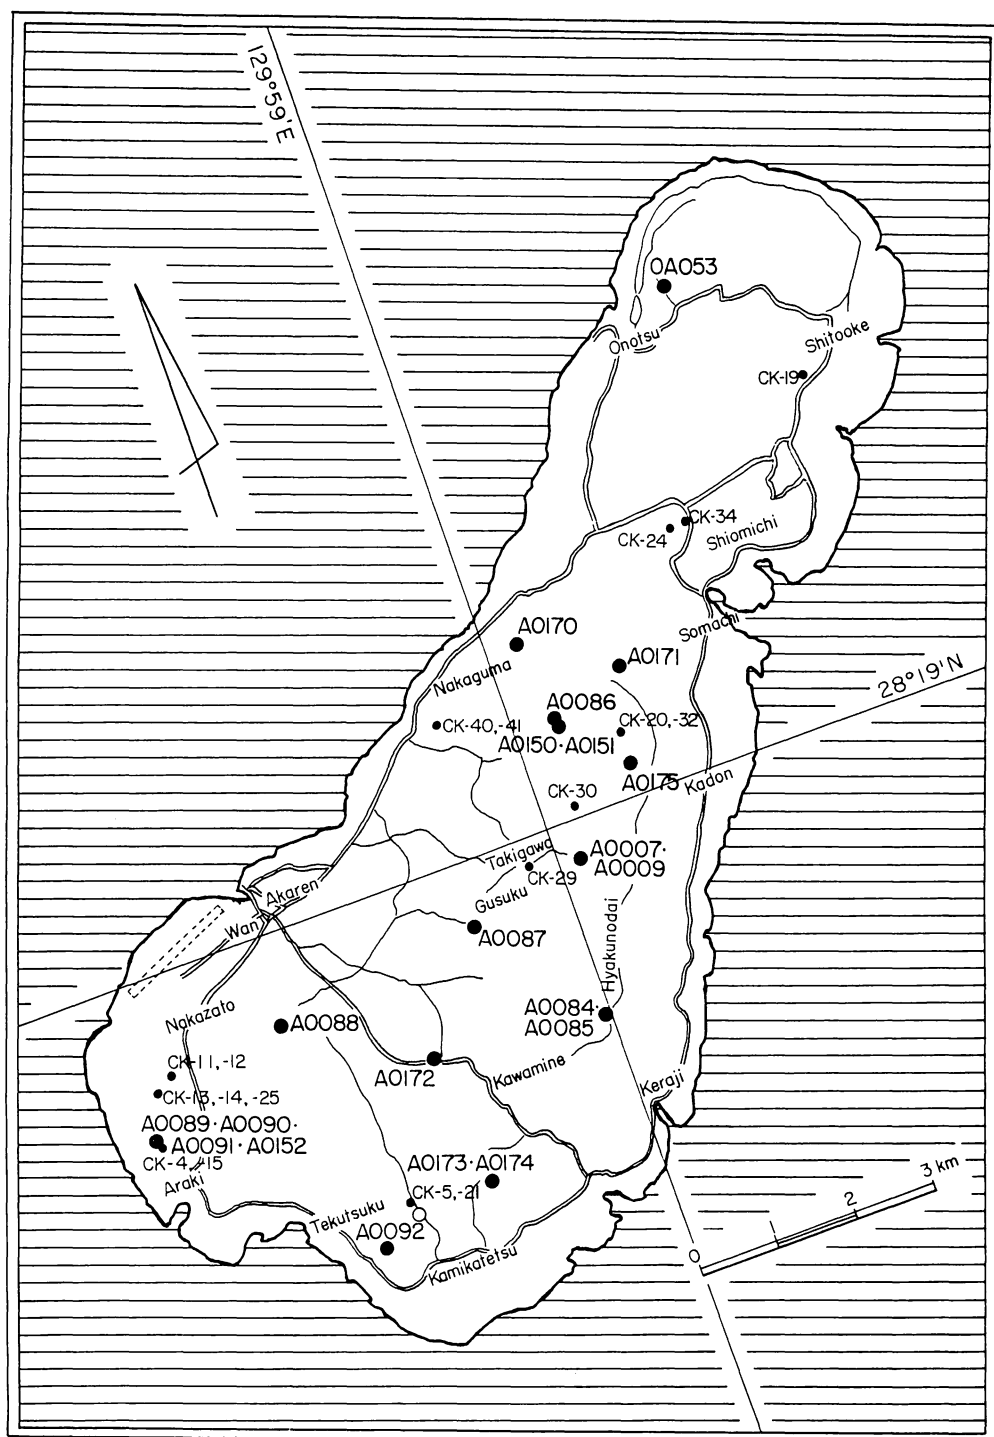 129°59'E
OA053
Onotsu
Shitooke
CK-19
CK-34
CK-24
Shiomichi
Somachi
A0170
A0171
Nakaguma
28°19'N
A0086
CK-20,-32
CK-40,-41
A0150·A0151
A0175
Kadon
CK-30
Takigawa
A0007·
A0009
CK-29
Akaren
Gusuku
Wan
A0087
Hyakunodai
Nakazato
A0088
A0084·
A0085
CK-11,-12
A0172
Kawamine
Keraji
CK-13,-14,-25
A0089·A0090·
A0091·A0152
CK-4,-15
Araki
A0173·A0174
CK-5,-21
Tekutsuku
A0092
Kamikatetsu
0
1
2
3 km